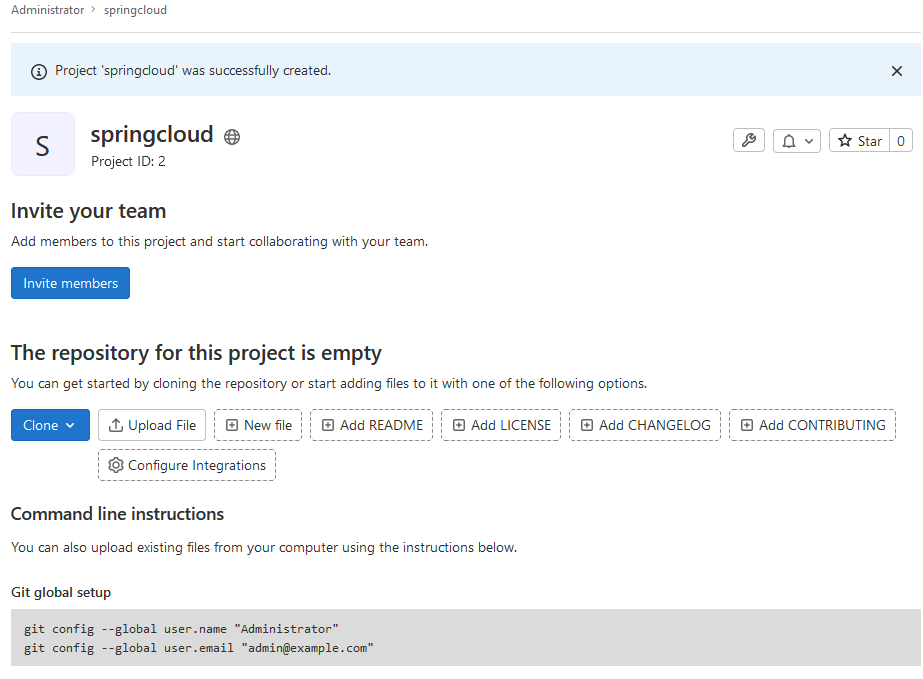 Administrator > springcloud
Project 'springcloud' was successfully created.
S
springcloud
Project ID: 2
Star 0
Invite your team
Add members to this project and start collaborating with your team.
Invite members
The repository for this project is empty
You can get started by cloning the repository or start adding files to it with one of the following options.
Clone Upload File New file Add README Add LICENSE Add CHANGELOG Add CONTRIBUTING
Configure Integrations
Command line instructions
You can also upload existing files from your computer using the instructions below.
Git global setup
git config --global user.name "Administrator"
git config --global user.email "admin@example.com"